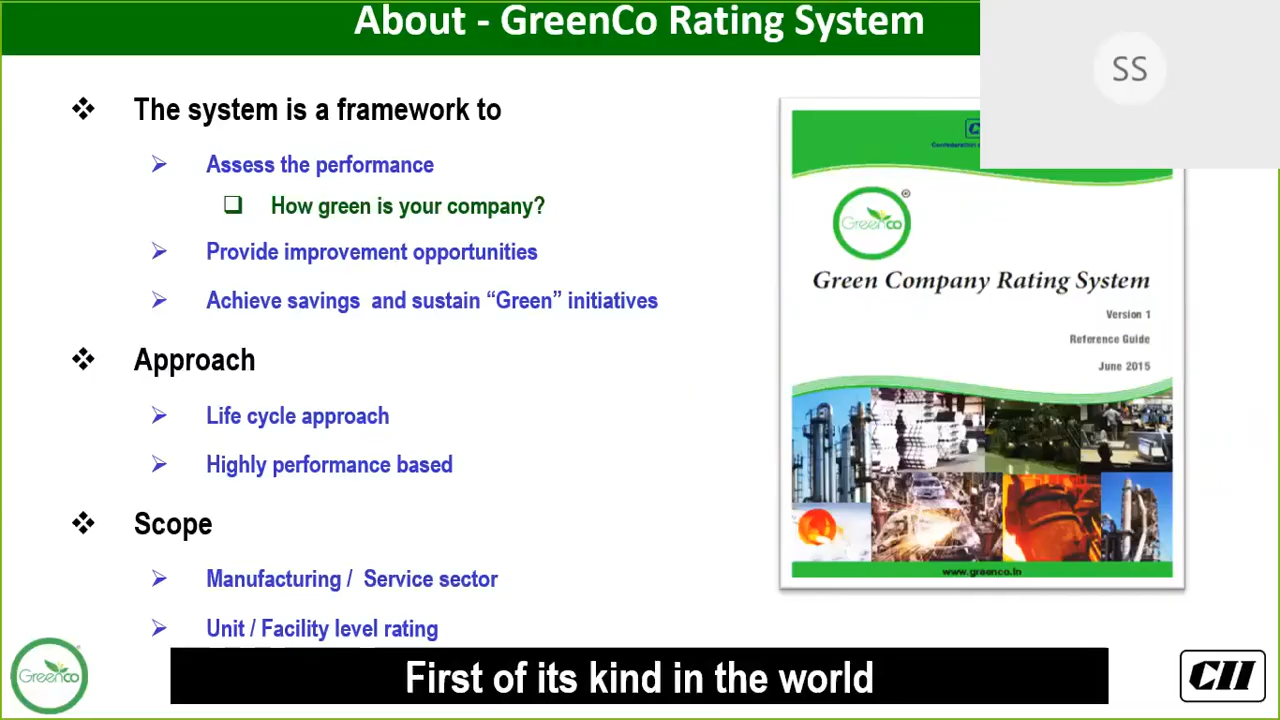 About - GreenCo Rating System
SS
The system is a framework to
Assess the performance
How green is your company?
Provide improvement opportunities
Achieve savings and sustain “Green” initiatives
Approach
Life cycle approach
Highly performance based
Scope
Manufacturing / Service sector
Unit / Facility level rating
Confederation
GreenCo
®
Green Company Rating System
Version 1
Reference Guide
June 2015
www.greenco.in
First of its kind in the world
GreenCo
CII